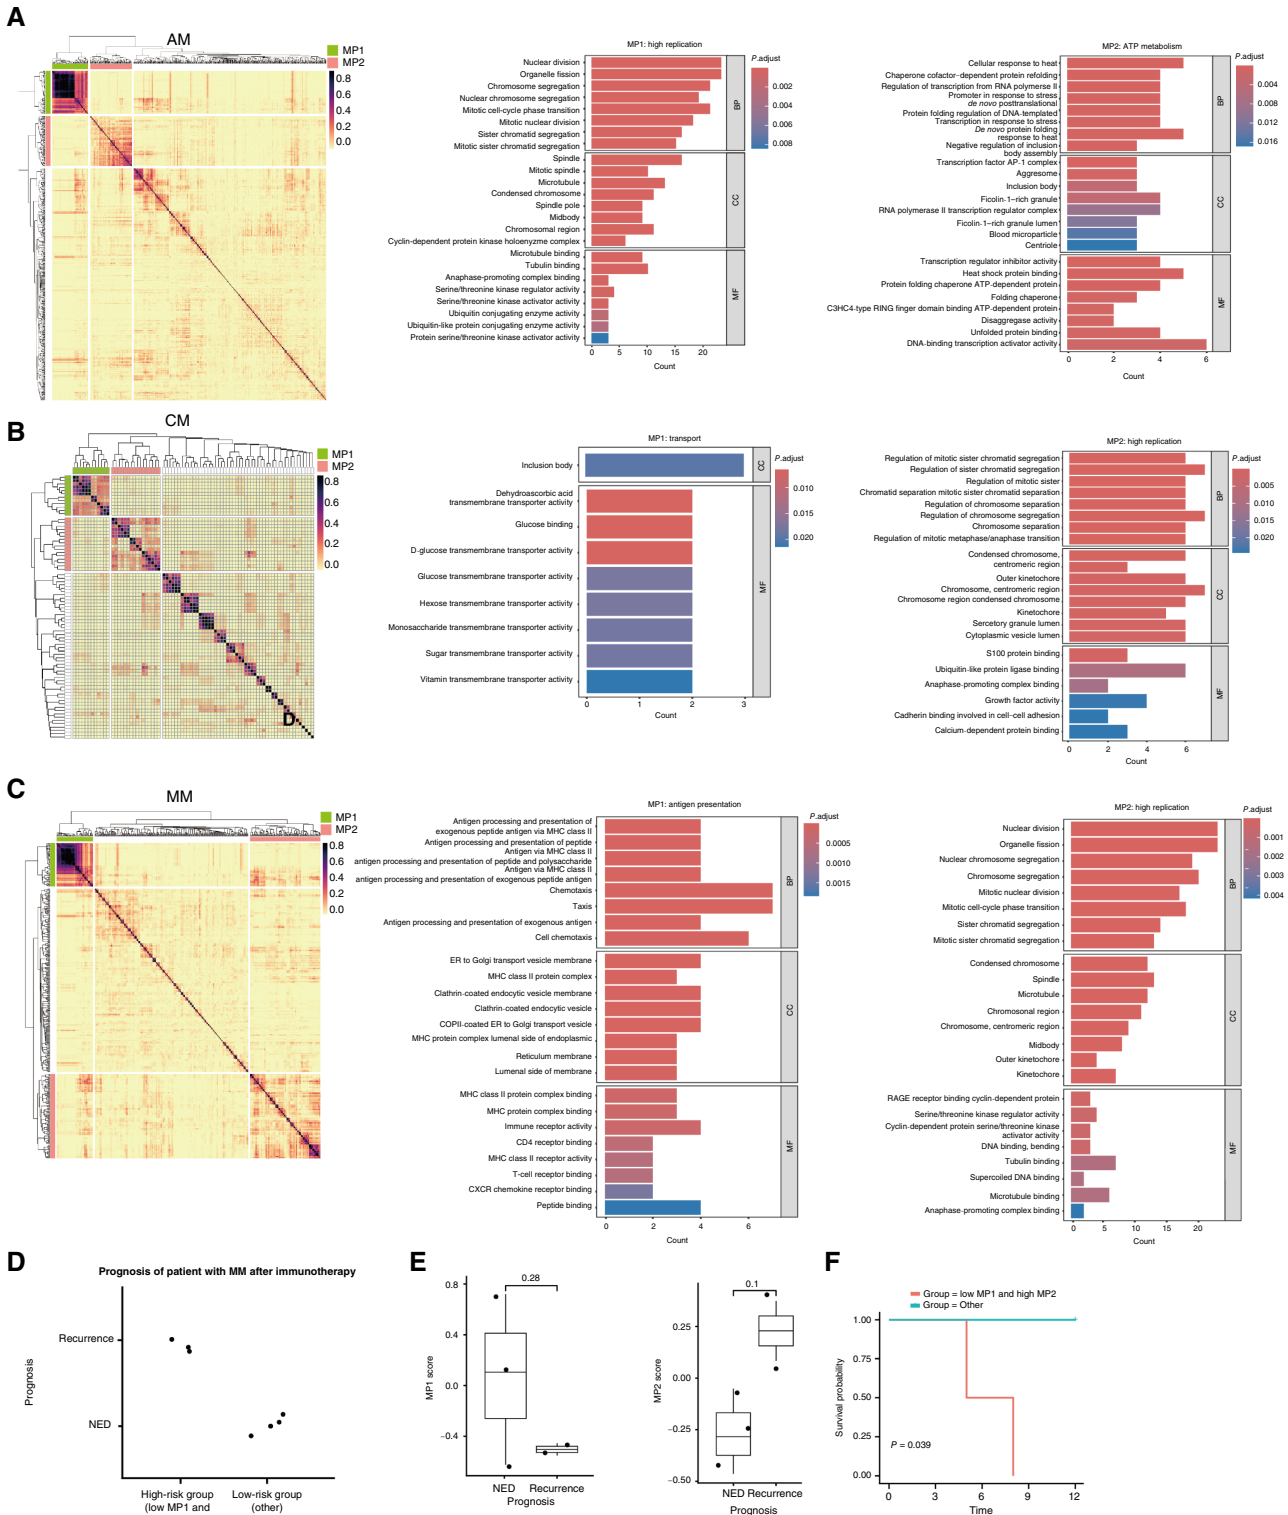 A
AM
MP1
MP2
0.8
0.6
0.4
0.2
0.0
MP1: high replication
Nuclear division
Organelle fission
Chromosome segregation
Nuclear chromosome segregation
Mitotic cell-cycle phase transition
Mitotic nuclear division
Sister chromatid segregation
Mitotic sister chromatid segregation
BP
Spindle
Mitotic spindle
Microtubule
Condensed chromosome
Spindle pole
Midbody
Chromosomal region
Cyclin-dependent protein kinase holoenzyme complex
CC
Microtubule binding
Tubulin binding
Anaphase-promoting complex binding
Serine/threonine kinase regulator activity
Serine/threonine kinase activator activity
Ubiquitin conjugating enzyme activity
Ubiquitin-like protein conjugating enzyme activity
Protein serine/threonine kinase activator activity
MF
0 5 10 15 20
Count
P.adjust
0.002
0.004
0.006
0.008
MP2: ATP metabolism
Cellular response to heat
Chaperone cofactor-dependent protein refolding
Regulation of transcription from RNA polymerase II
Promoter in response to stress
de novo posttranslational
Protein folding regulation of DNA-templated
Transcription in response to stress
De novo protein folding
response to heat
Negative regulation of inclusion
body assembly
BP
Transcription factor AP-1 complex
Aggresome
Inclusion body
Ficolin-1-rich granule
RNA polymerase II transcription regulator complex
Ficolin-1-rich granule lumen
Blood microparticle
Centriole
CC
Transcription regulator inhibitor activity
Heat shock protein binding
Protein folding chaperone ATP-dependent protein
Folding chaperone
C3HC4-type RING finger domain binding ATP-dependent protein
Disaggregase activity
Unfolded protein binding
DNA-binding transcription activator activity
MF
0 2 4 6
Count
P.adjust
0.004
0.008
0.012
0.016
B
CM
MP1
MP2
0.8
0.6
0.4
0.2
0.0
D
MP1: transport
Inclusion body
CC
Dehydroascorbic acid
transmembrane transporter activity
Glucose binding
D-glucose transmembrane transporter activity
Glucose transmembrane transporter activity
Hexose transmembrane transporter activity
Monosaccharide transmembrane transporter activity
Sugar transmembrane transporter activity
Vitamin transmembrane transporter activity
MF
0 1 2 3
Count
P.adjust
0.010
0.015
0.020
MP2: high replication
Regulation of mitotic sister chromatid segregation
Regulation of sister chromatid segregation
Regulation of mitotic sister
Chromatid separation mitotic sister chromatid separation
Regulation of chromosome separation
Regulation of chromosome segregation
Chromosome separation
Regulation of mitotic metaphase/anaphase transition
BP
Condensed chromosome,
centromeric region
Outer kinetochore
Chromosome, centromeric region
Chromosome region condensed chromosome
Kinetochore
Sercetory granule lumen
Cytoplasmic vesicle lumen
CC
S100 protein binding
Ubiquitin-like protein ligase binding
Anaphase-promoting complex binding
Growth factor activity
Cadherin binding involved in cell-cell adhesion
Calcium-dependent protein binding
MF
0 2 4 6
Count
P.adjust
0.005
0.010
0.015
0.020
C
MM
MP1
MP2
0.8
0.6
0.4
0.2
0.0
MP1: antigen presentation
Antigen processing and presentation of
exogenous peptide antigen via MHC class II
Antigen processing and presentation of peptide
Antigen via MHC class II
antigen processing and presentation of peptide and polysaccharide
Antigen via MHC class II
antigen processing and presentation of exogenous peptide antigen
Chemotaxis
Taxis
Antigen processing and presentation of exogenous antigen
Cell chemotaxis
BP
ER to Golgi transport vesicle membrane
MHC class II protein complex
Clathrin-coated endocytic vesicle membrane
Clathrin-coated endocytic vesicle
COPII-coated ER to Golgi transport vesicle
MHC protein complex lumenal side of endoplasmic
Reticulum membrane
Lumenal side of membrane
CC
MHC class II protein complex binding
MHC protein complex binding
Immune receptor activity
CD4 receptor binding
MHC class II receptor activity
T-cell receptor binding
CXCR chemokine receptor binding
Peptide binding
MF
0 2 4 6
Count
P.adjust
0.0005
0.0010
0.0015
MP2: high replication
Nuclear division
Organelle fission
Nuclear chromosome segregation
Chromosome segregation
Mitotic nuclear division
Mitotic cell-cycle phase transition
Sister chromatid segregation
Mitotic sister chromatid segregation
BP
Condensed chromosome
Spindle
Microtubule
Chromosonal region
Chromosome, centromeric region
Midbody
Outer kinetochore
Kinetochore
CC
RAGE receptor binding cyclin-dependent protein
Serine/threonine kinase regulator activity
Cyclin-dependent protein serine/threonine kinase
activator activity
DNA binding, bending
Tubulin binding
Supercoiled DNA binding
Microtubule binding
Anaphase-promoting complex binding
MF
0 5 10 15 20
Count
P.adjust
0.001
0.002
0.003
0.004
D
Prognosis of patient with MM after immunotherapy
Prognosis
Recurrence
NED
High-risk group
(low MP1 and
Low-risk group
(other)
E
MP1 score
0.8
0.4
0.0
−0.4
0.28
NED Recurrence
Prognosis
MP2 score
0.25
0.00
−0.25
−0.50
0.1
NED Recurrence
Prognosis
F
Group = low MP1 and high MP2
Group = Other
Survival probability
1.00
0.75
0.50
0.25
0.00
P = 0.039
0 3 6 9 12
Time